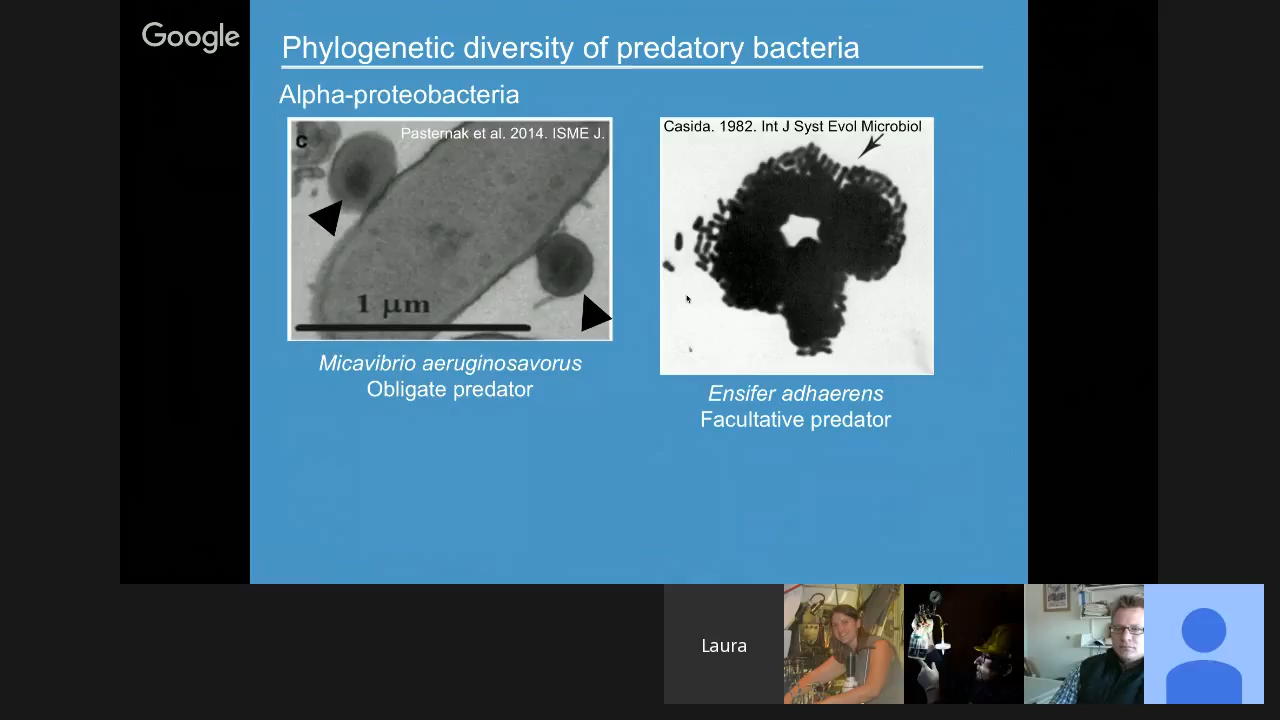 Google
Phylogenetic diversity of predatory bacteria
Alpha-proteobacteria
c
Pasternak et al. 2014. ISME J.
1 μm
Micavibrio aeruginosavorus
Obligate predator
Casida. 1982. Int J Syst Evol Microbiol
Ensifer adhaerens
Facultative predator
Laura